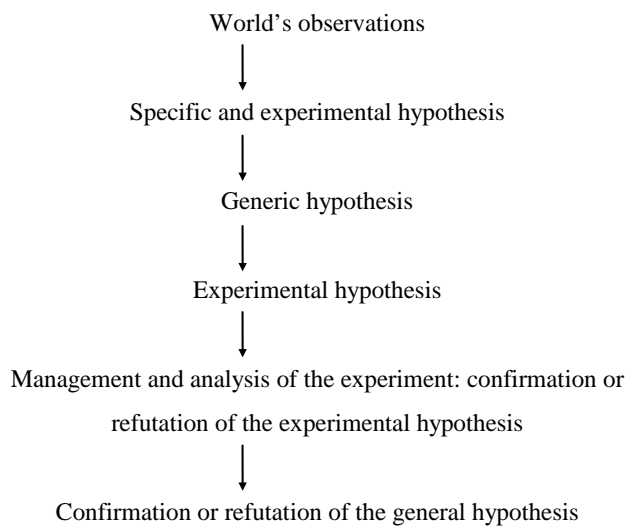 World’s observations
Specific and experimental hypothesis
Generic hypothesis
Experimental hypothesis
Management and analysis of the experiment: confirmation or
refutation of the experimental hypothesis
Confirmation or refutation of the general hypothesis